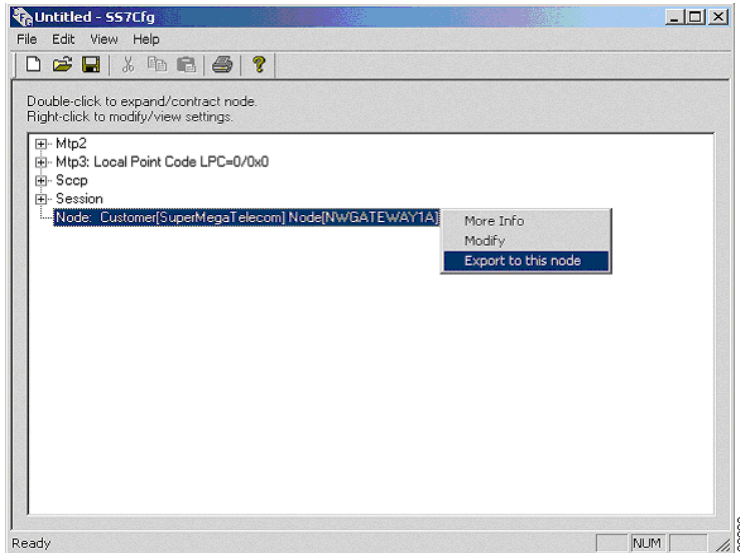 Untitled - SS7Cfg
File Edit View Help
Double-click to expand/contract node.
Right-click to modify/view settings.
Mtp2
Mtp3: Local Point Code LPC=0/0x0
Sccp
Session
Node: Customer[SuperMegaTelecom] Node[NWGATEWAY1A]
More Info
Modify
Export to this node
Ready
NUM